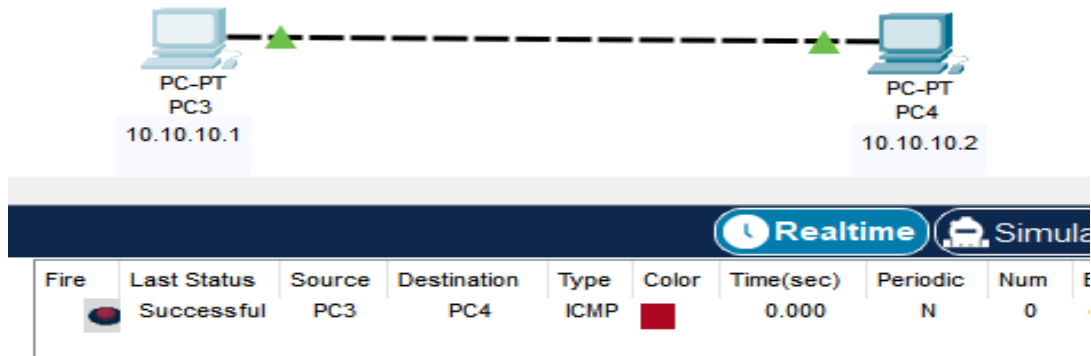 PC-PT
PC3
10.10.10.1
PC-PT
PC4
10.10.10.2
Realtime
Fire Last Status Source Destination Type Color Time(sec) Periodic Num
Successful PC3 PC4 ICMP 0.000 N 0